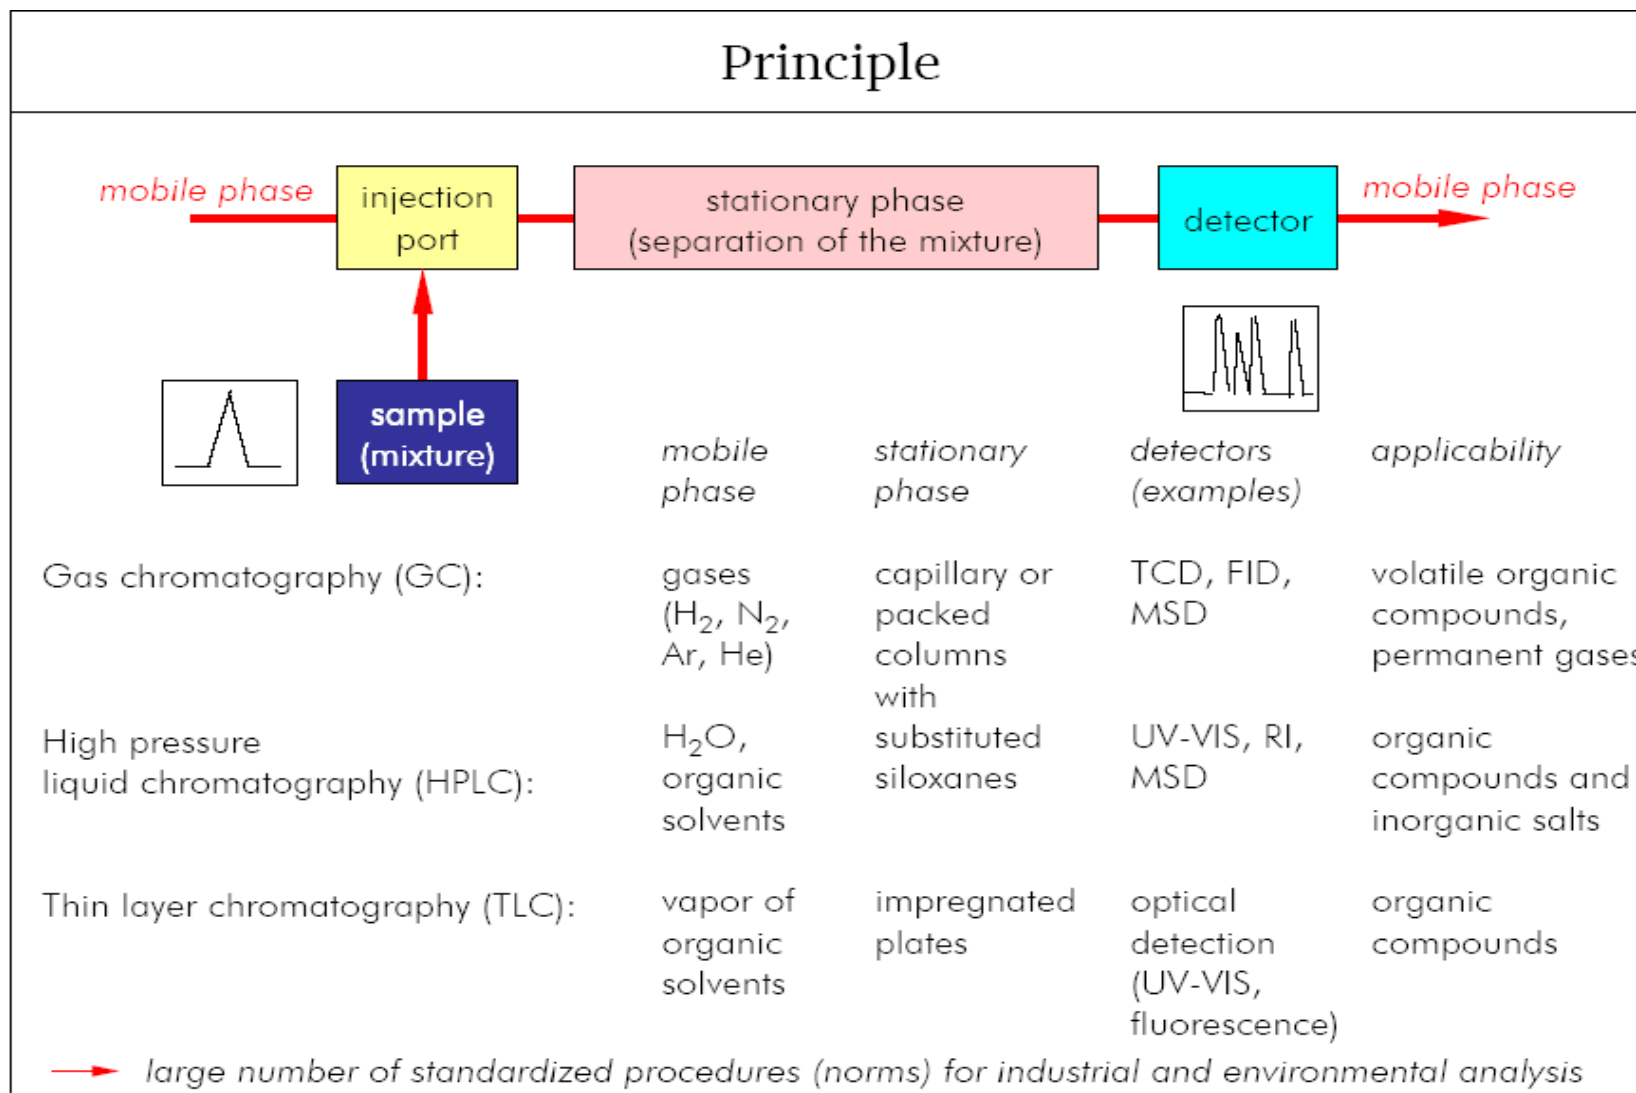 Principle
mobile phase
injection
port
stationary phase
(separation of the mixture)
detector
mobile phase
sample
(mixture)
mobile
phase
stationary
phase
detectors
(examples)
applicability
Gas chromatography (GC):
gases
(H₂, N₂,
Ar, He)
capillary or
packed
columns
with
substituted
siloxanes
TCD, FID,
MSD
volatile organic
compounds,
permanent gases
High pressure
liquid chromatography (HPLC):
H₂O,
organic
solvents
UV-VIS, RI,
MSD
organic
compounds and
inorganic salts
Thin layer chromatography (TLC):
vapor of
organic
solvents
impregnated
plates
optical
detection
(UV-VIS,
fluorescence)
organic
compounds
large number of standardized procedures (norms) for industrial and environmental analysis